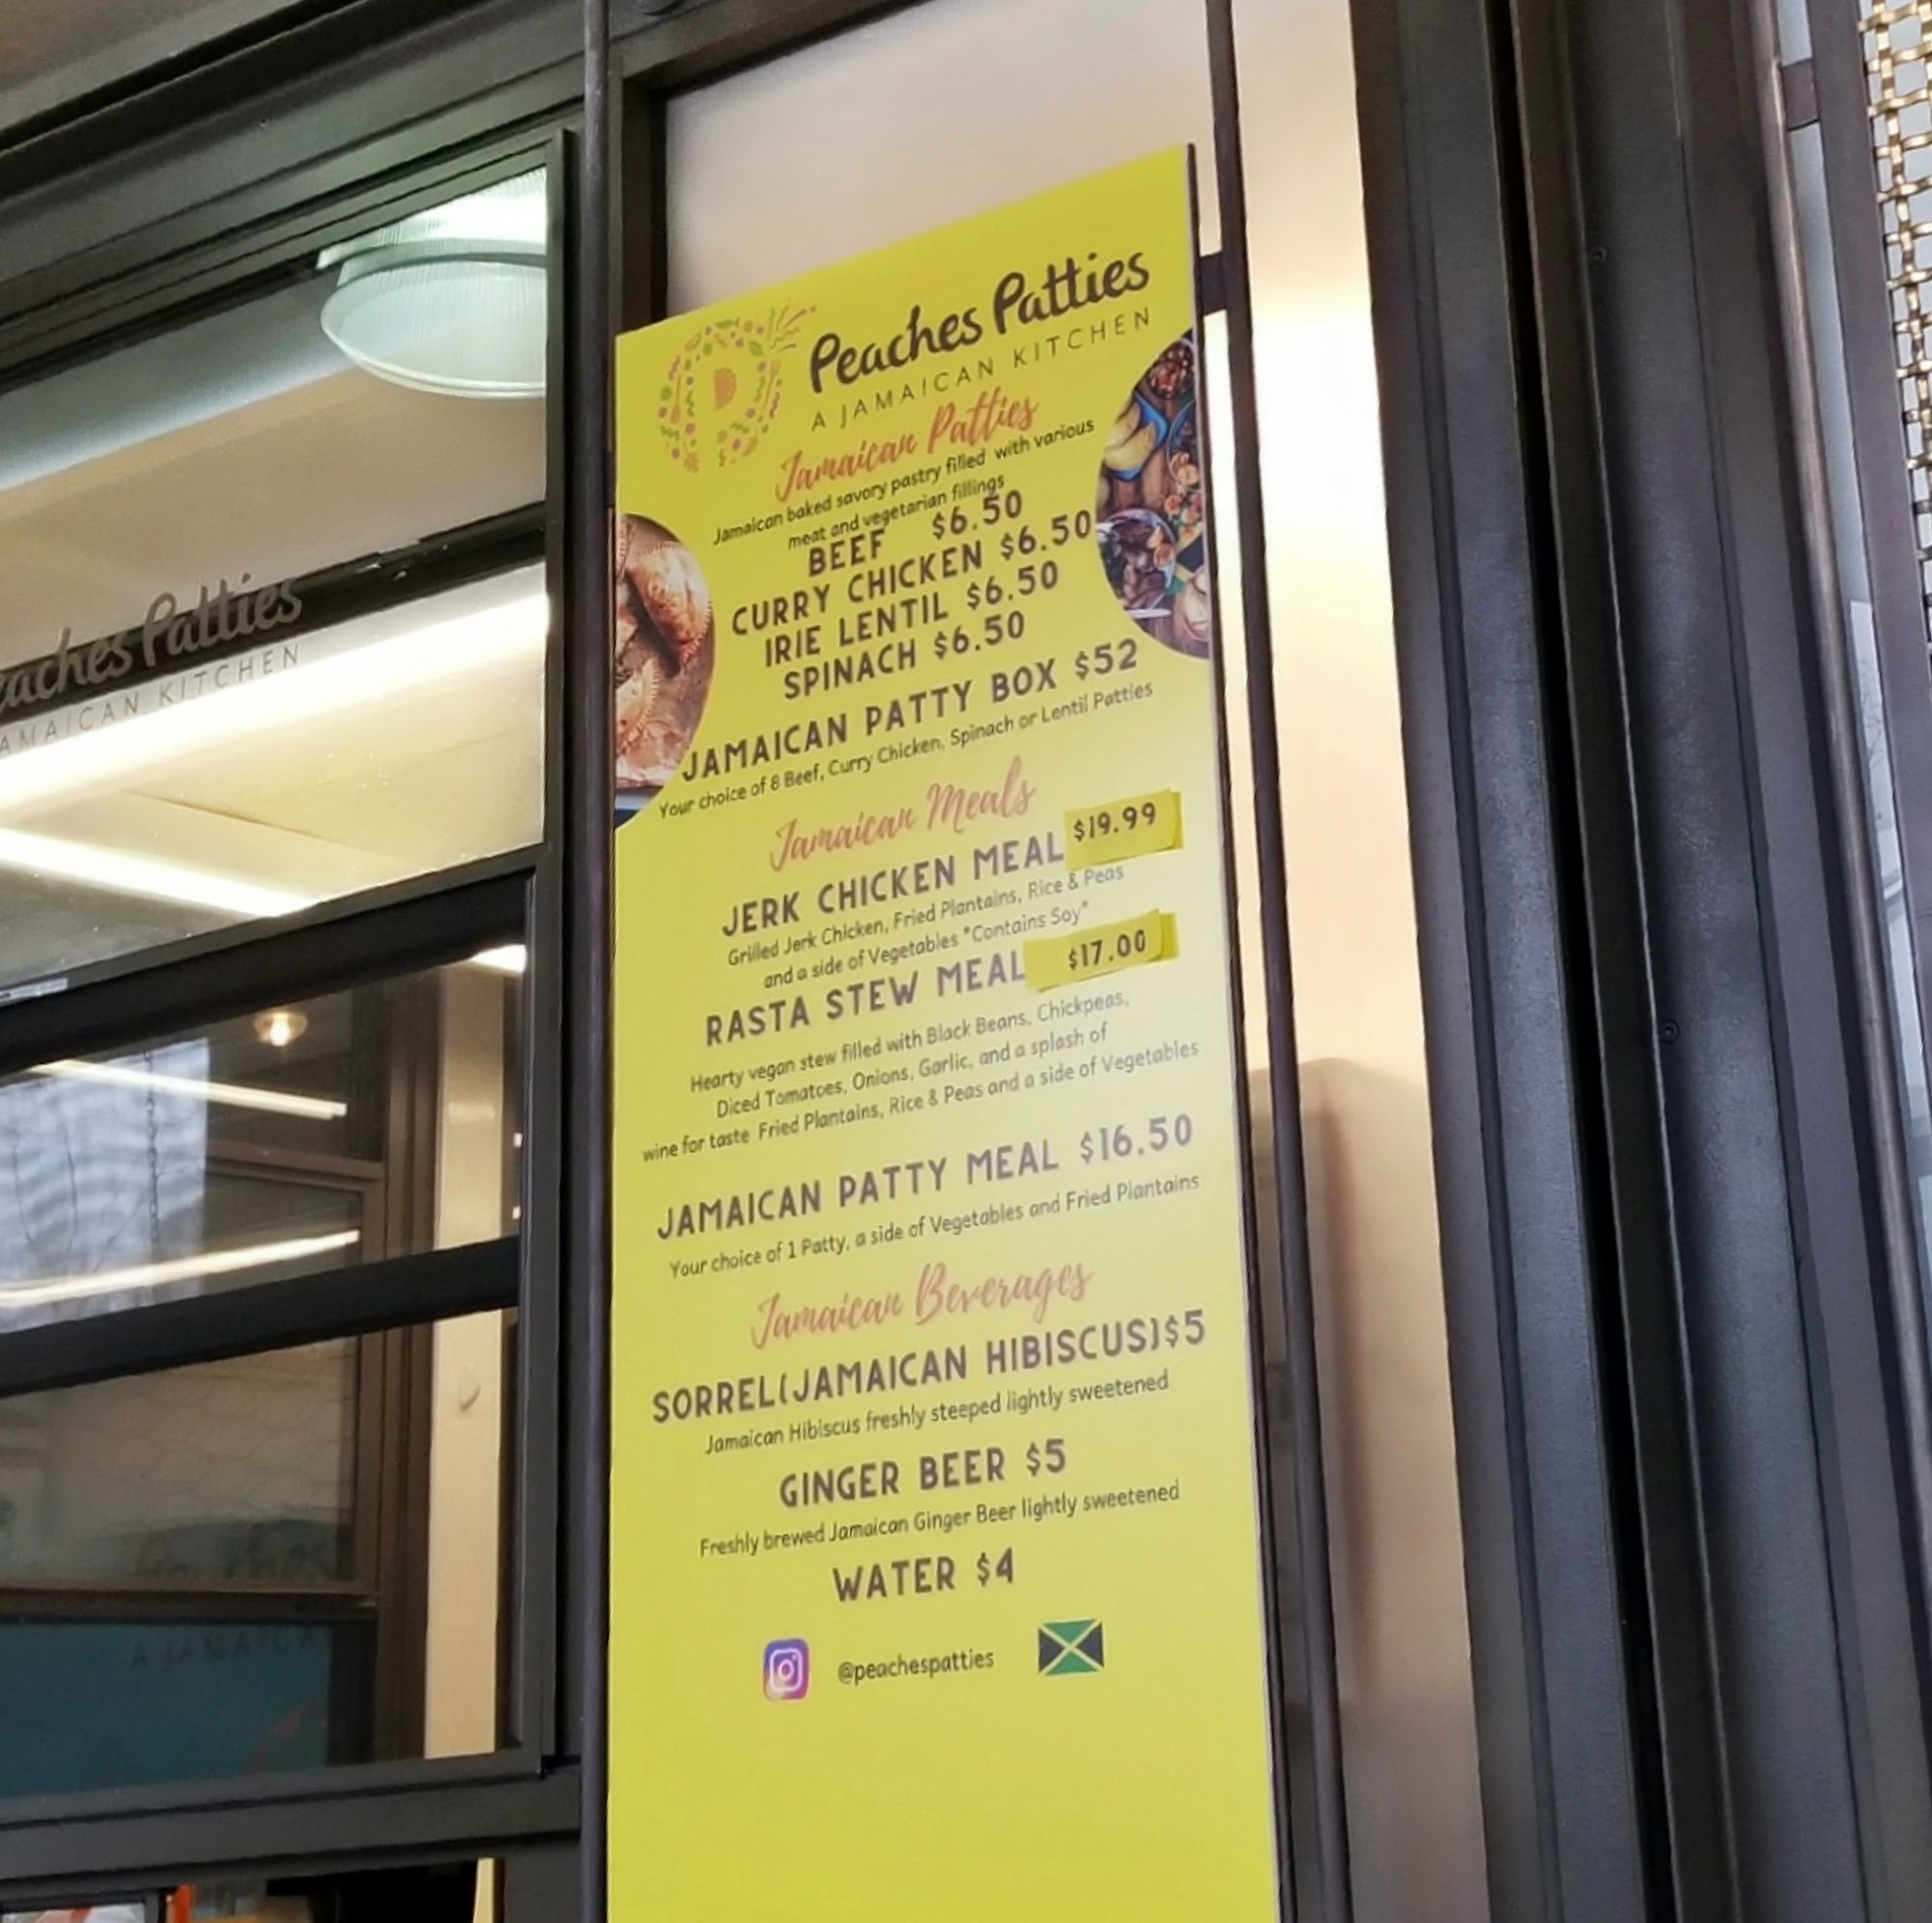 Peaches Patties
A JAMAICAN KITCHEN
Jamaican Patties
Jamaican baked savory pastry filled with various
meat and vegetarian fillings
BEEF $6.50
CURRY CHICKEN $6.50
IRIE LENTIL $6.50
SPINACH $6.50
JAMAICAN PATTY BOX $52
Your choice of 8 Beef, Curry Chicken, Spinach or Lentil Patties
Jamaican Meals
JERK CHICKEN MEAL $19.99
Grilled Jerk Chicken, Fried Plantains, Rice & Peas
and a side of Vegetables *Contains Soy*
RASTA STEW MEAL $17.00
Hearty vegan stew filled with Black Beans, Chickpeas,
Diced Tomatoes, Onions, Garlic, and a splash of
wine for taste Fried Plantains, Rice & Peas and a side of Vegetables
JAMAICAN PATTY MEAL $16.50
Your choice of 1 Patty, a side of Vegetables and Fried Plantains
Jamaican Beverages
SORREL(JAMAICAN HIBISCUS)$5
Jamaican Hibiscus freshly steeped lightly sweetened
GINGER BEER $5
Freshly brewed Jamaican Ginger Beer lightly sweetened
WATER $4
@peachespatties
eaches Patties
AMAICAN KITCHEN
A JAMAICA